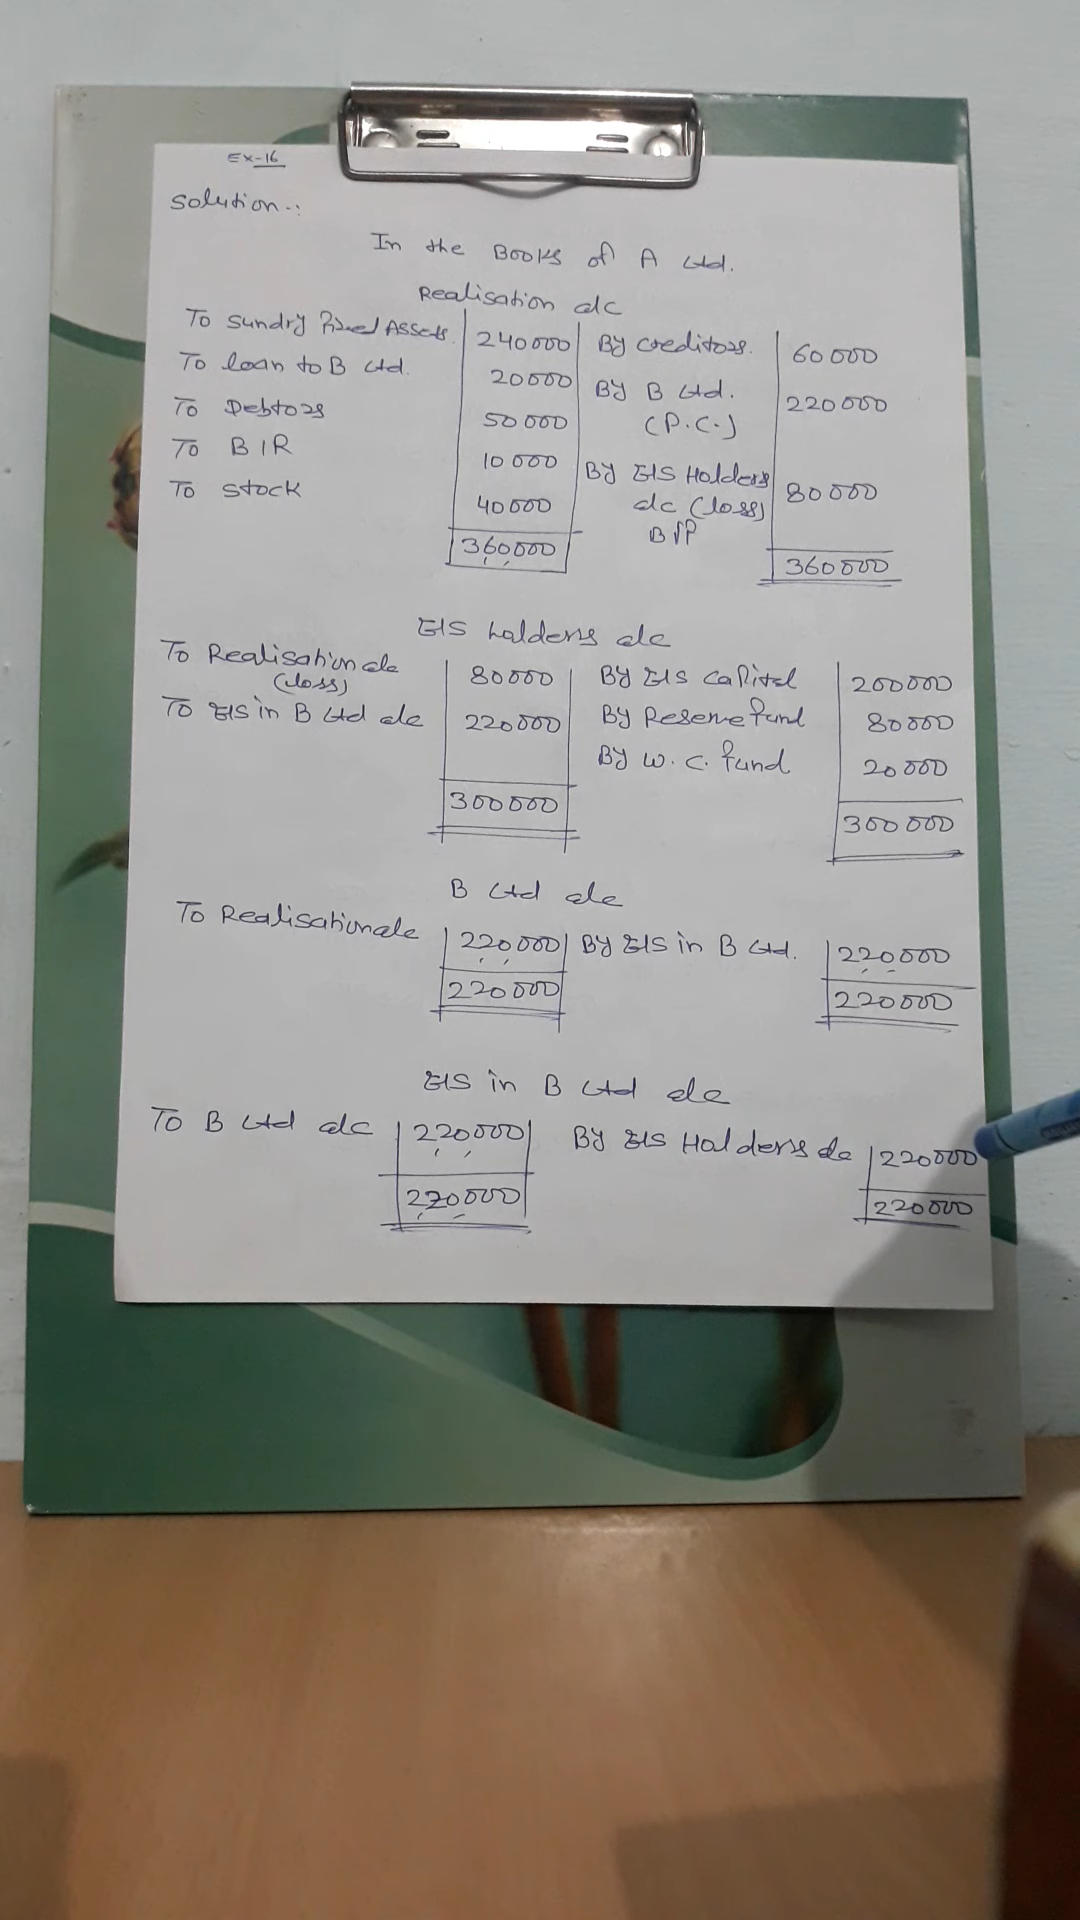 Ex-16
Solution:
In the Books of A Ltd.
Realisation a/c
To Sundry Fixed Assets. 240000 By creditors. 60000
To loan to B Ltd. 20000 By B Ltd. 220000
To Debtors 50000 (P.C.)
To B/R 10000 By E/S Holders 80000
To stock 40000 a/c (loss)
B/P
360000 360000
E/S holders a/c
To Realisation a/c 80000 By E/S capital 200000
(loss)
To E/S in B Ltd a/c 220000 By Reserve fund 80000
By W. C. fund 20000
300000 300000
B Ltd a/c
To Realisation a/c 220000 By E/S in B Ltd. 220000
220000 220000
E/S in B Ltd a/c
To B Ltd a/c 220000 By E/S Holders a/c 220000
220000 220000